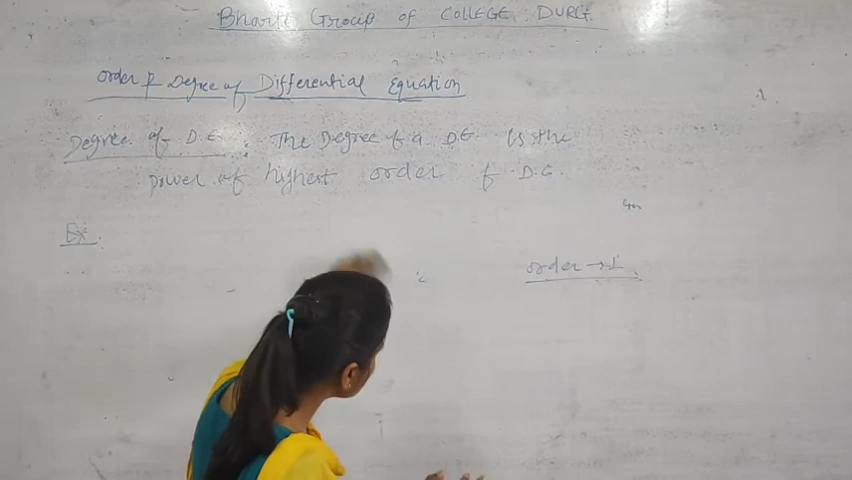 Bharti Group of COLLEGE DURG.
Order & Degree of Differential Equation
Degree of D.E. : The Degree of a D.E. is the
power of highest order of D.E.
Ex.
order → 1